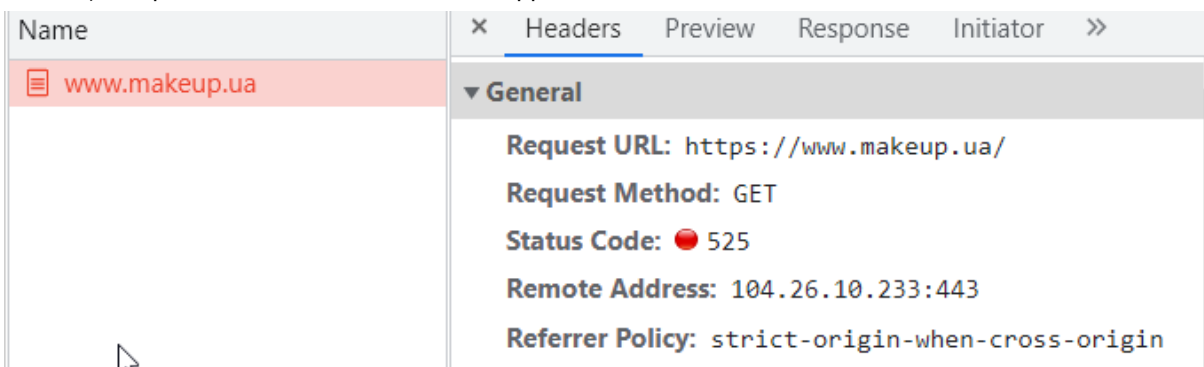 Name
× Headers Preview Response Initiator »
www.makeup.ua
▼ General
Request URL: https://www.makeup.ua/
Request Method: GET
Status Code: 525
Remote Address: 104.26.10.233:443
Referrer Policy: strict-origin-when-cross-origin